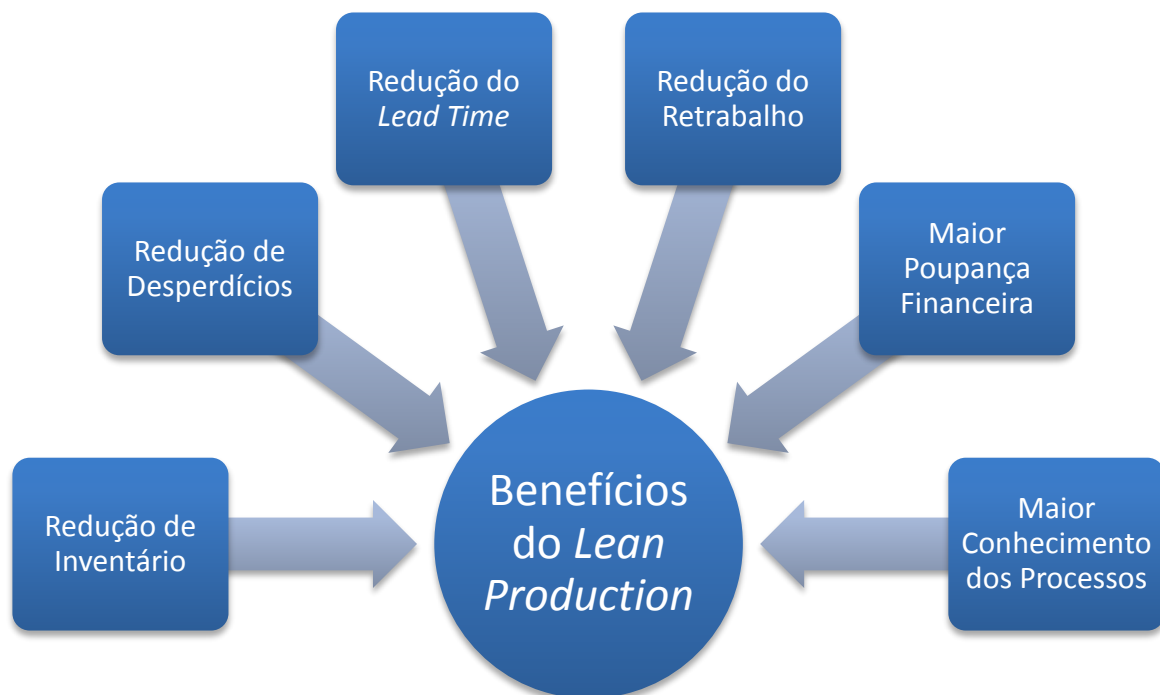 Redução do
Lead Time
Redução do
Retrabalho
Redução de
Desperdícios
Maior
Poupança
Financeira
Redução de
Inventário
Benefícios
do Lean
Production
Maior
Conhecimento
dos Processos